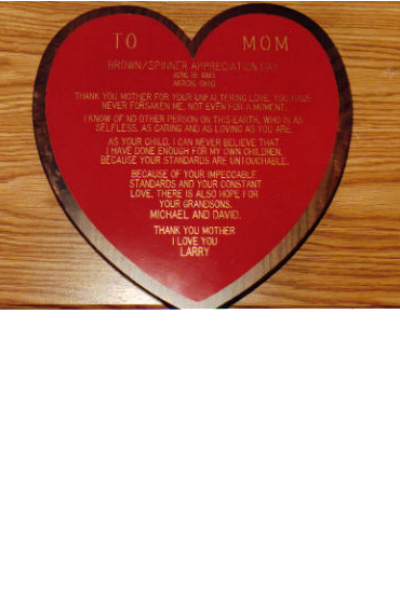 TO MOM
BROWN/SPINNER APPRECIATION DAY
AKRON, OHIO
THANK YOU MOTHER FOR YOUR UNFALTERING LOVE. YOU HAVE
NEVER FORSAKEN ME, NOT EVEN FOR A MOMENT.
I KNOW OF NO OTHER PERSON ON THIS EARTH, WHO IS AS
SELFLESS, AS CARING AND AS LOVING AS YOU ARE.
AS YOUR CHILD, I CAN NEVER BELIEVE THAT
I HAVE DONE ENOUGH FOR MY OWN CHILDREN,
BECAUSE YOUR STANDARDS ARE UNTOUCHABLE.
BECAUSE OF YOUR IMPECCABLE
STANDARDS AND YOUR CONSTANT
LOVE, THERE IS ALSO HOPE FOR
YOUR GRANDSONS,
MICHAEL AND DAVID.
THANK YOU MOTHER
I LOVE YOU
LARRY